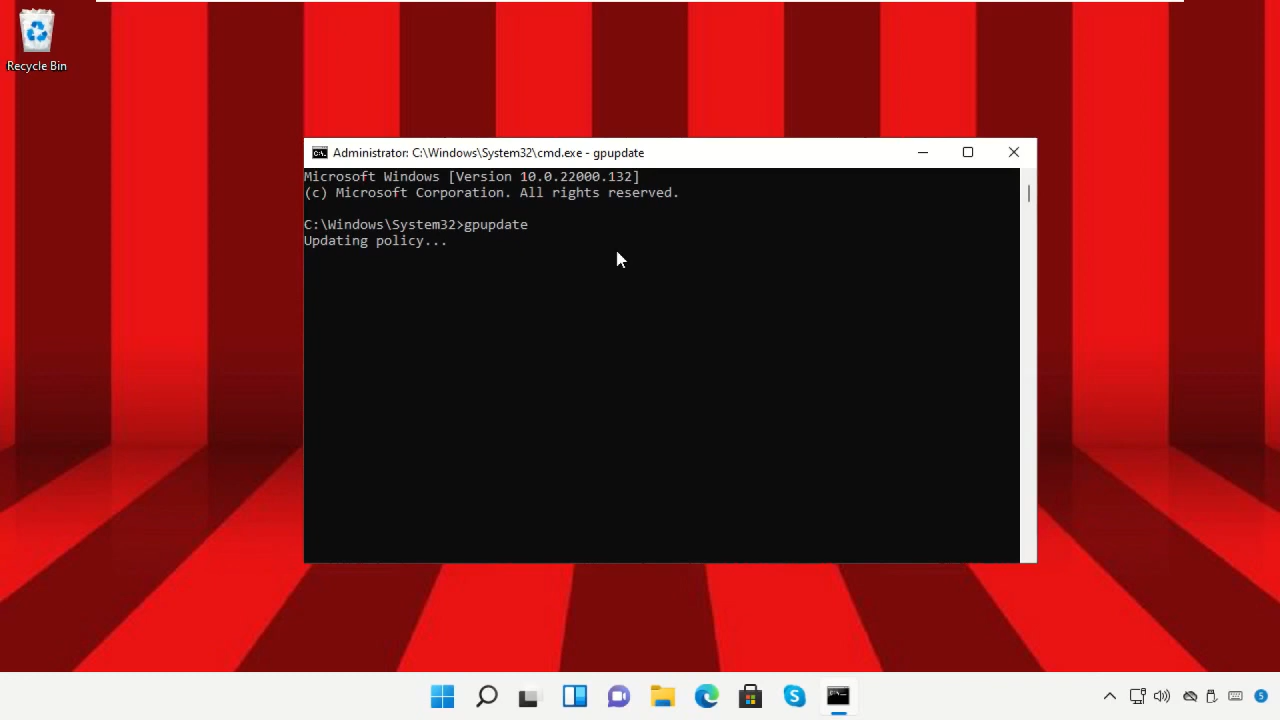 Recycle Bin
Administrator: C:\Windows\System32\cmd.exe - gpupdate
Microsoft Windows [Version 10.0.22000.132]
(c) Microsoft Corporation. All rights reserved.
C:\Windows\System32>gpupdate
Updating policy...
5